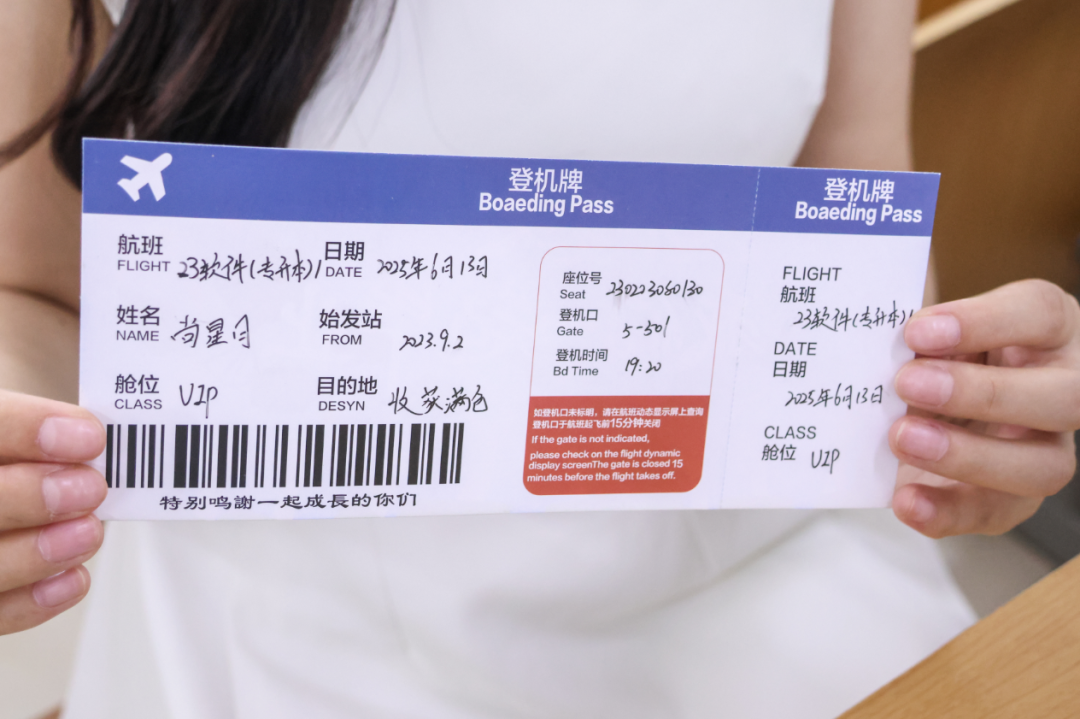 登机牌
Boaeding Pass
航班
FLIGHT
23软件(专升本)1
日期
DATE
2025年6月13日
姓名
NAME
尚星月
始发站
FROM
2023.9.2
舱位
CLASS
VIP
目的地
DESYN
收获满色
特别鸣謝一起成長的你们
座位号
Seat
230223080130
登机口
Gate
5-501
登机时间
Bd Time
19:20
如登机口未标明，请在航班动态显示屏上查询
登机口于航班起飞前15分钟关闭
If the gate is not indicated,
please check on the flight dynamic
display screenThe gate is closed 15
minutes before the flight takes off.
登机牌
Boaeding Pass
FLIGHT
航班
23软件(专升本)1
DATE
日期
2025年6月13日
CLASS
舱位
VIP